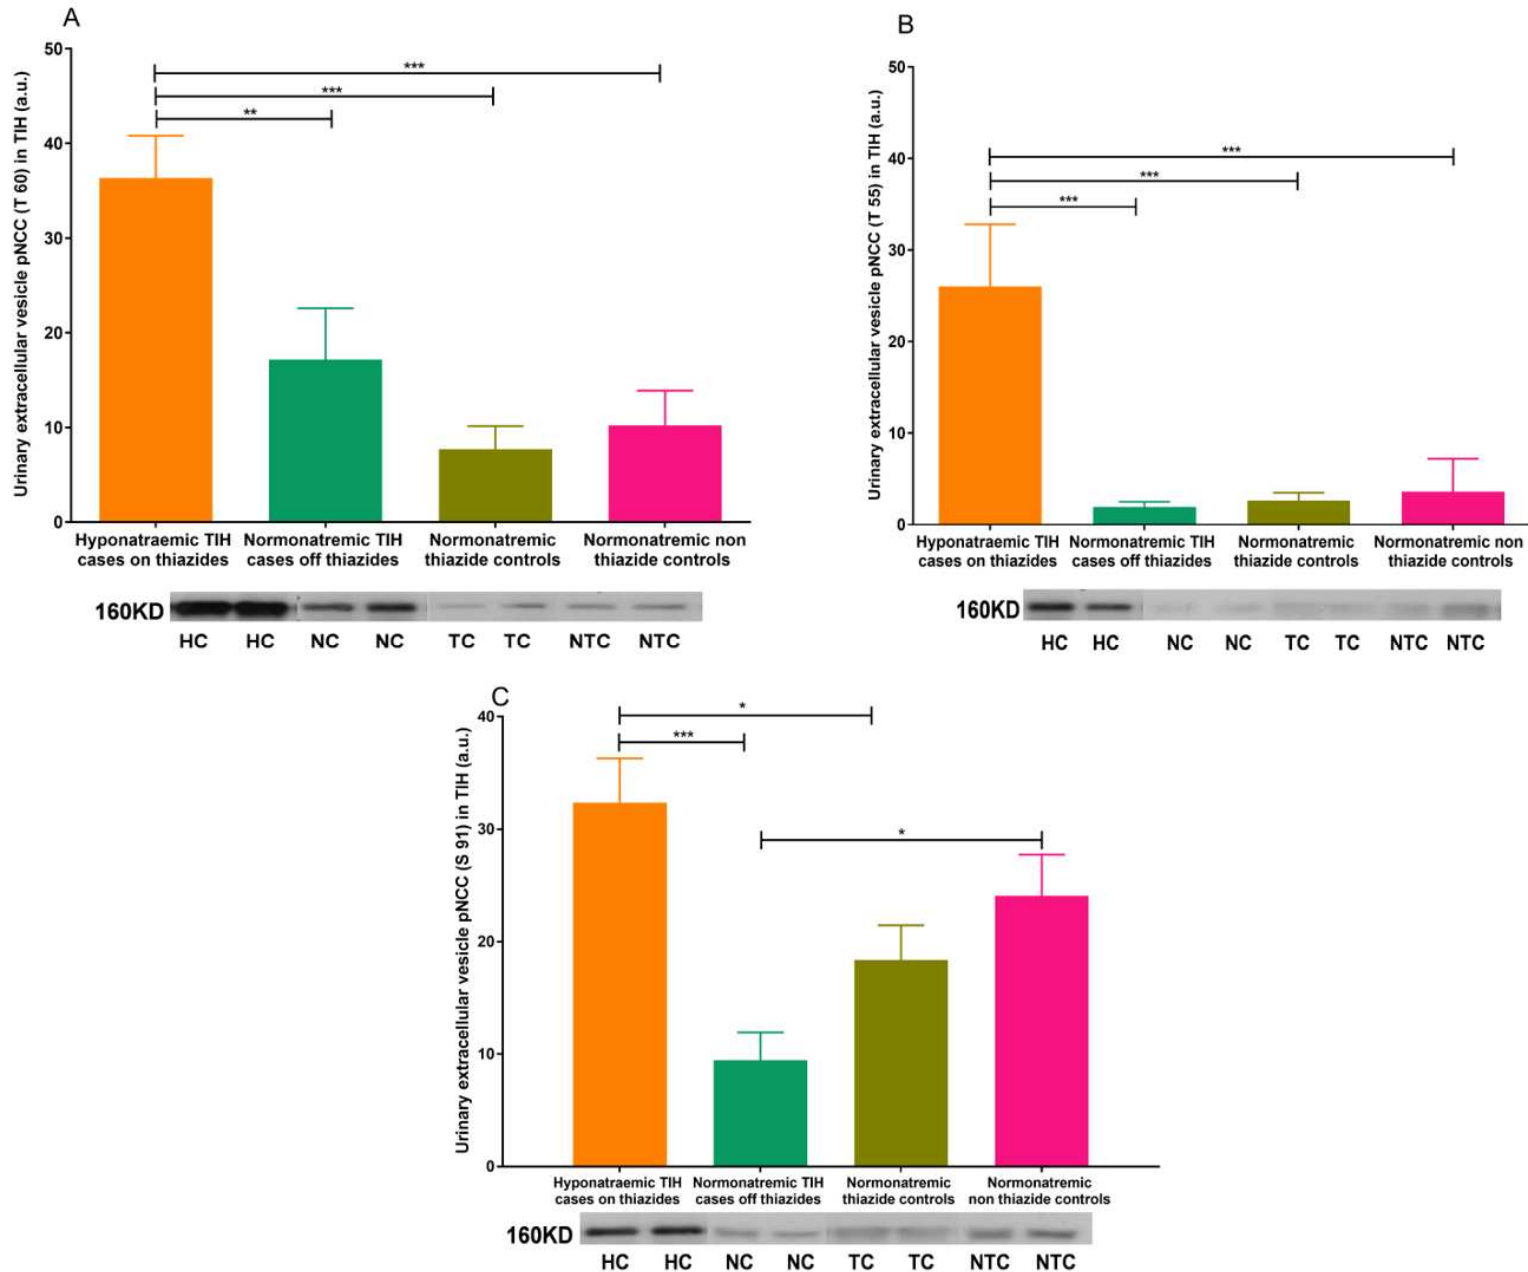 A
Urinary extracellular vesicle pNCC (T 60) in TIH (a.u.)
50
40
30
20
10
0
***
***
**
Hyponatraemic TIH
cases on thiazides
Normonatremic TIH
cases off thiazides
Normonatremic
thiazide controls
Normonatremic non
thiazide controls
160KD
HC HC NC NC TC TC NTC NTC
B
Urinary extracellular vesicle pNCC (T 55) in TIH (a.u.)
50
40
30
20
10
0
***
***
***
Hyponatraemic TIH
cases on thiazides
Normonatremic TIH
cases off thiazides
Normonatremic
thiazide controls
Normonatremic non
thiazide controls
160KD
HC HC NC NC TC TC NTC NTC
C
Urinary extracellular vesicle pNCC (S 91) in TIH (a.u.)
40
30
20
10
0
*
***
*
Hyponatraemic TIH
cases on thiazides
Normonatremic TIH
cases off thiazides
Normonatremic
thiazide controls
Normonatremic
non thiazide controls
160KD
HC HC NC NC TC TC NTC NTC